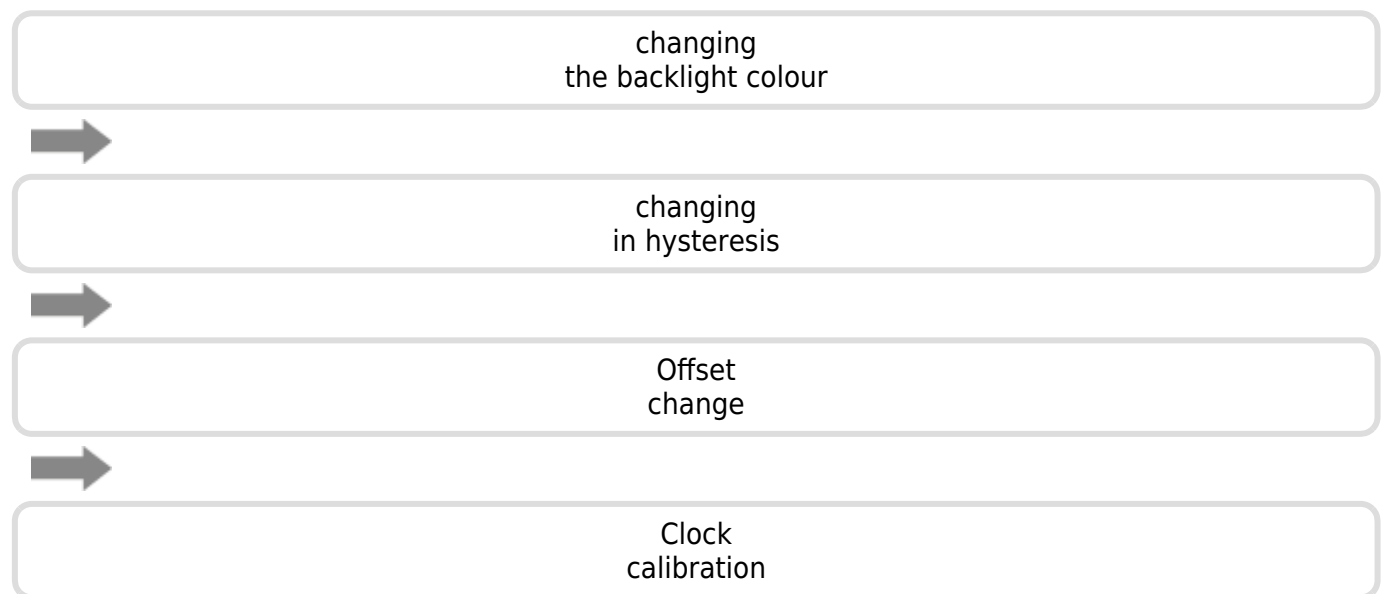 changing
the backlight colour
changing
in hysteresis
Offset
change
Clock
calibration